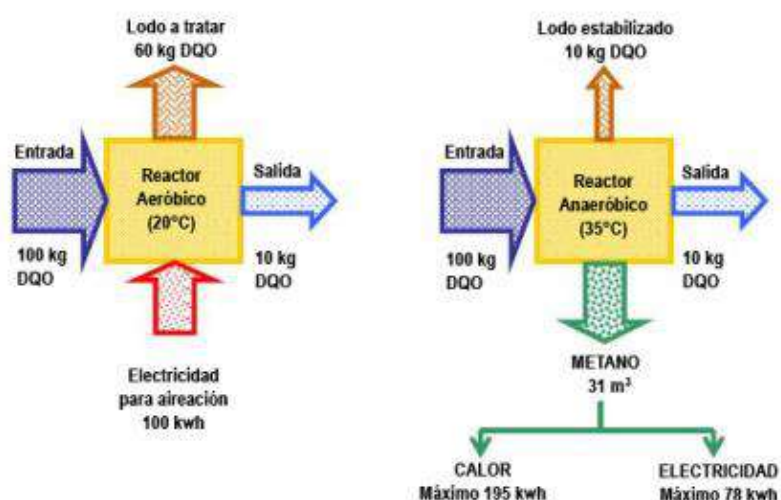 Lodo a tratar
60 kg DQO
Entrada
Reactor
Aeróbico
(20°C)
Salida
100 kg
DQO
10 kg
DQO
Electricidad
para aireación
100 kwh
Lodo estabilizado
10 kg DQO
Entrada
Reactor
Anaeróbico
(35°C)
Salida
100 kg
DQO
10 kg
DQO
METANO
31 m³
CALOR
Máximo 195 kwh
ELECTRICIDAD
Máximo 78 kwh